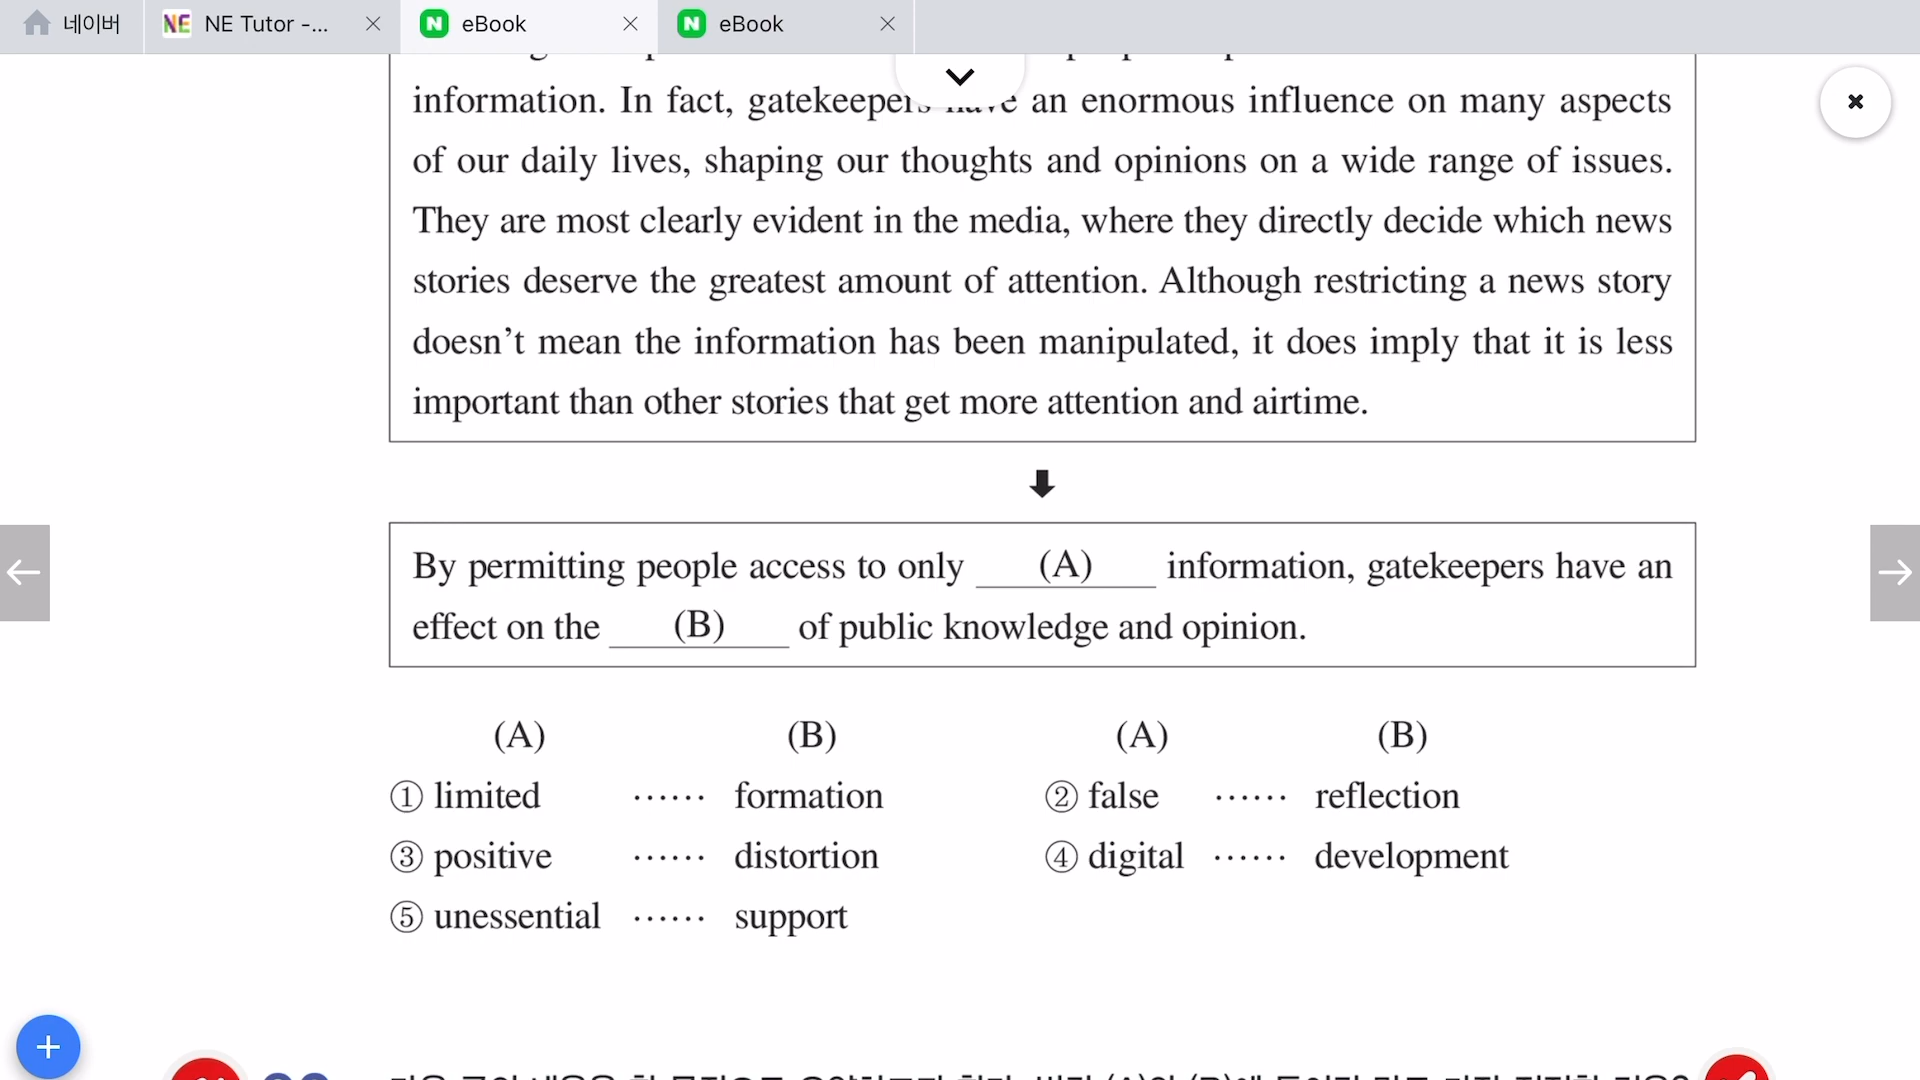 네이버
NE Tutor -...
eBook
eBook
information. In fact, gatekeepers have an enormous influence on many aspects
of our daily lives, shaping our thoughts and opinions on a wide range of issues.
They are most clearly evident in the media, where they directly decide which news
stories deserve the greatest amount of attention. Although restricting a news story
doesn’t mean the information has been manipulated, it does imply that it is less
important than other stories that get more attention and airtime.
By permitting people access to only (A) information, gatekeepers have an
effect on the (B) of public knowledge and opinion.
(A) (B) (A) (B)
① limited ······ formation ② false ······ reflection
③ positive ······ distortion ④ digital ······ development
⑤ unessential ······ support